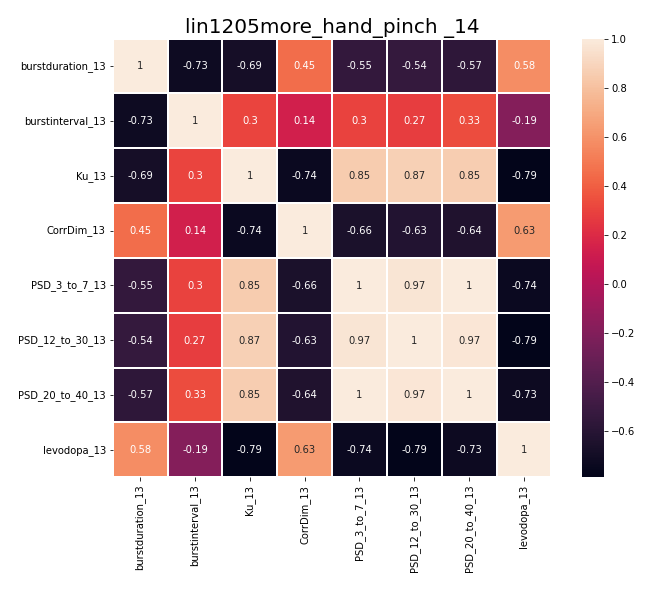 lin1205more_hand_pinch _14
burstduration_13 1 -0.73 -0.69 0.45 -0.55 -0.54 -0.57 0.58
burstinterval_13 -0.73 1 0.3 0.14 0.3 0.27 0.33 -0.19
Ku_13 -0.69 0.3 1 -0.74 0.85 0.87 0.85 -0.79
CorrDim_13 0.45 0.14 -0.74 1 -0.66 -0.63 -0.64 0.63
PSD_3_to_7_13 -0.55 0.3 0.85 -0.66 1 0.97 1 -0.74
PSD_12_to_30_13 -0.54 0.27 0.87 -0.63 0.97 1 0.97 -0.79
PSD_20_to_40_13 -0.57 0.33 0.85 -0.64 1 0.97 1 -0.73
levodopa_13 0.58 -0.19 -0.79 0.63 -0.74 -0.79 -0.73 1
burstduration_13
burstinterval_13
Ku_13
CorrDim_13
PSD_3_to_7_13
PSD_12_to_30_13
PSD_20_to_40_13
levodopa_13
1.0
0.8
0.6
0.4
0.2
0.0
−0.2
−0.4
−0.6